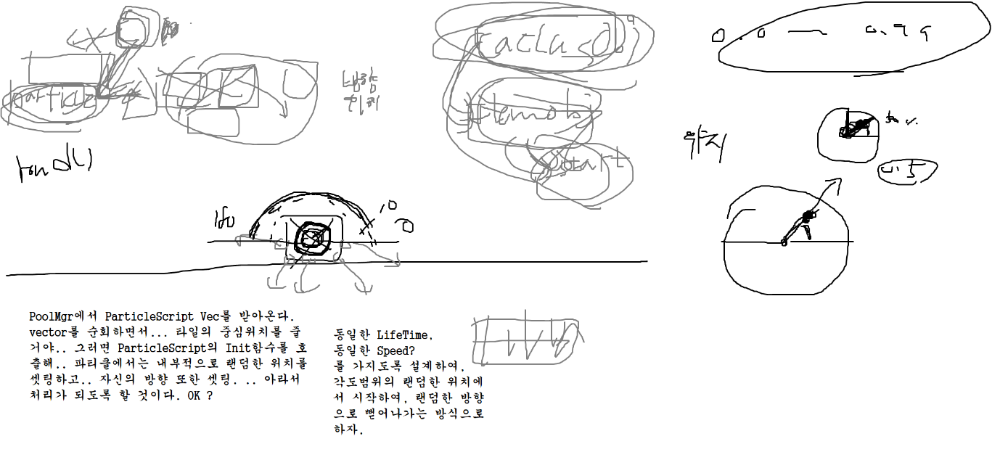 particle
방향
위치
itemobj
start
rand()
0.0 ― 0.99
위치
0.5
180
0
PoolMgr에서 ParticleScript Vec를 받아온다.
vector를 순회하면서... 타일의 중심위치를 줄
거야.. 그러면 ParticleScript의 Init함수를 호
출해.. 파티클에서는 내부적으로 랜덤한 위치를
셋팅하고.. 자신의 방향 또한 셋팅. .. 아라서
처리가 되도록 할 것이다. OK ?
동일한 LifeTime,
동일한 Speed?
를 가지도록 설계하여,
각도범위의 랜덤한 위치에
서 시작하여, 랜덤한 방향
으로 뻗어나가는 방식으로
하자.